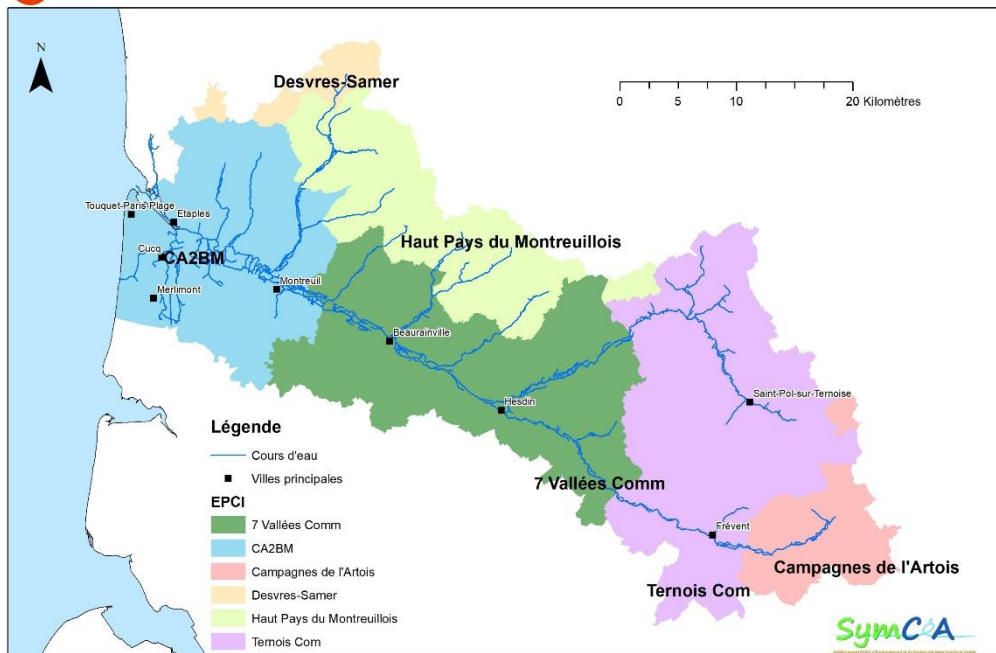 N
Desvres-Samer
0 5 10 20 Kilomètres
Touquet-Paris-Plage
Etaples
Haut Pays du Montreuillois
Cucq
CA2BM
Montreuil
Merlimont
Beaurainville
Saint-Pol-sur-Ternoise
Hesdin
Légende
Cours d'eau
Villes principales
7 Vallées Comm
EPCI
7 Vallées Comm
Frévent
CA2BM
Campagnes de l'Artois
Campagnes de l'Artois
Ternois Com
Desvres-Samer
Haut Pays du Montreuillois
Ternois Com
SymCéA